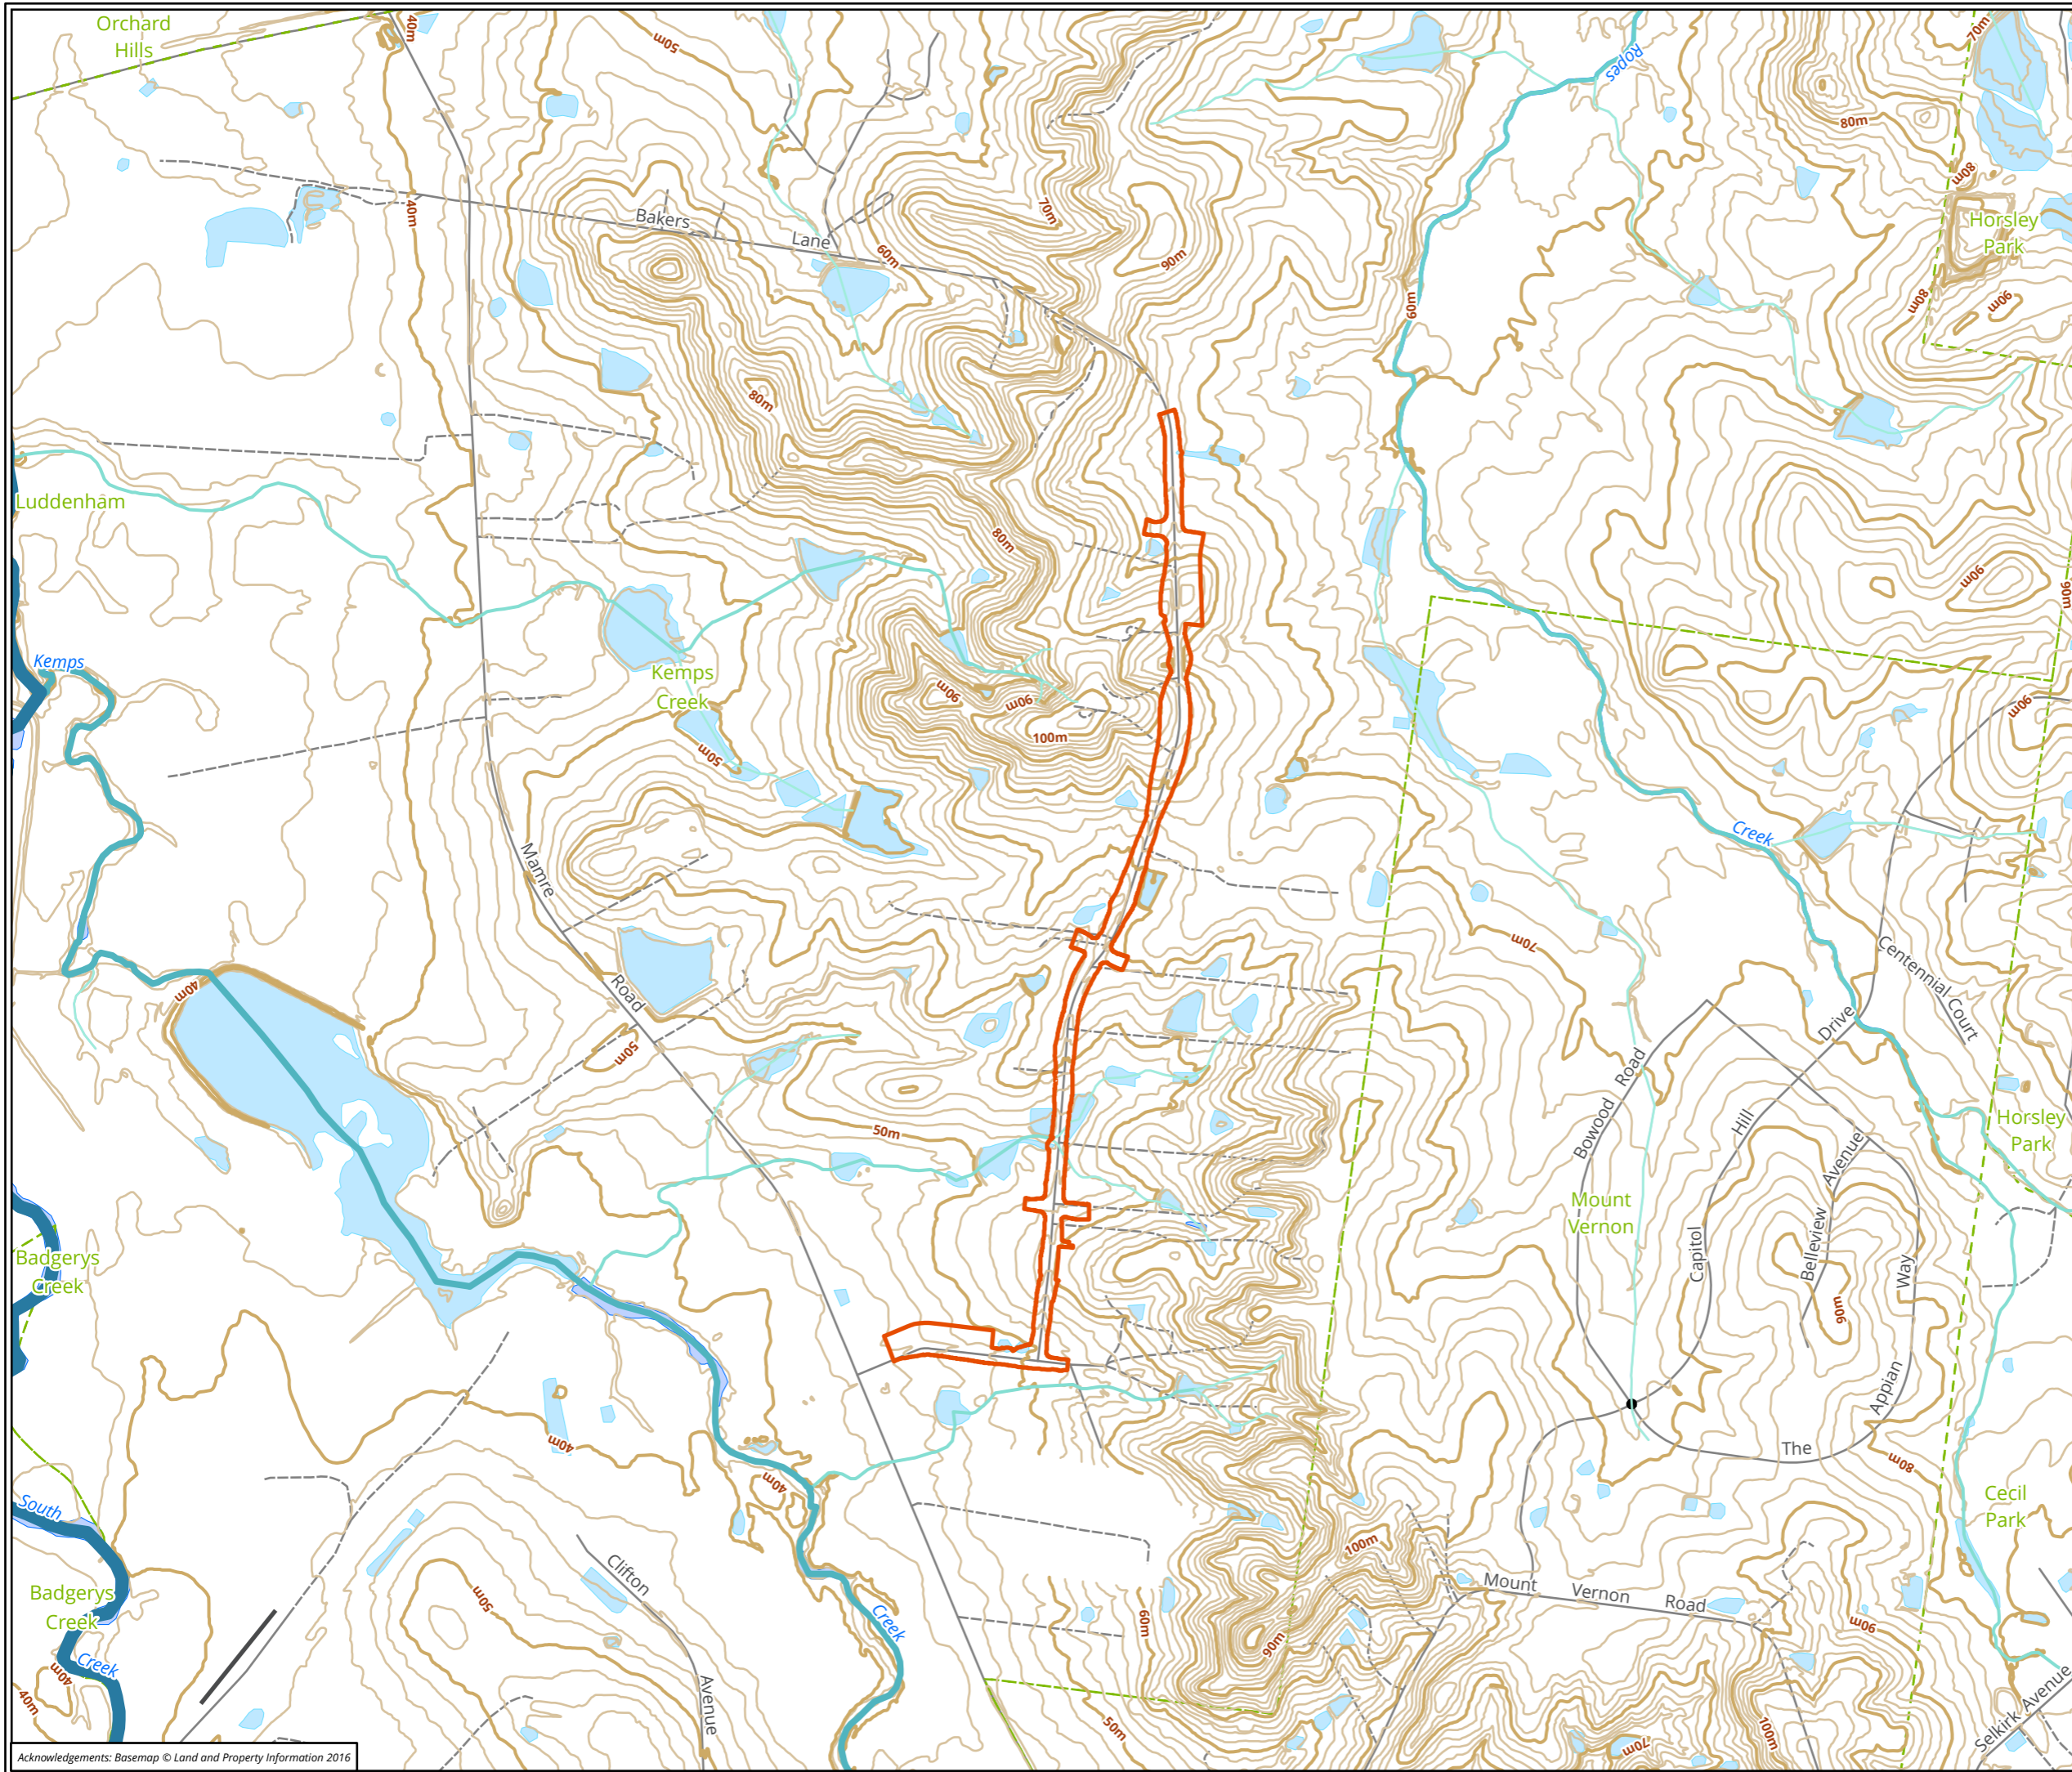 Orchard
Hills
40m
50m
Ropes
70m
80m
80m
Horsley
Park
40m
Bakers
Lane
60m
70m
90m
60m
80m
90m
80m
Luddenham
80m
90m
90m
Kemps
Kemps
Creek
90m
90m
100m
90m
50m
Creek
Mamre
Road
40m
50m
70m
Centennial Court
Drive
Bowood
Road
Hill
Avenue
Horsley
Park
50m
Mount
Vernon
Capitol
Belleview
Way
90m
Badgerys
Creek
Appian
The
80m
40m
40m
South
Cecil
Park
100m
Clifton
Avenue
50m
Badgerys
Creek
Creek
40m
40m
Creek
60m
90m
Mount
Vernon
Road
90m
50m
70m
100m
Selkirk Avenue
Acknowledgements: Basemap © Land and Property Information 2016